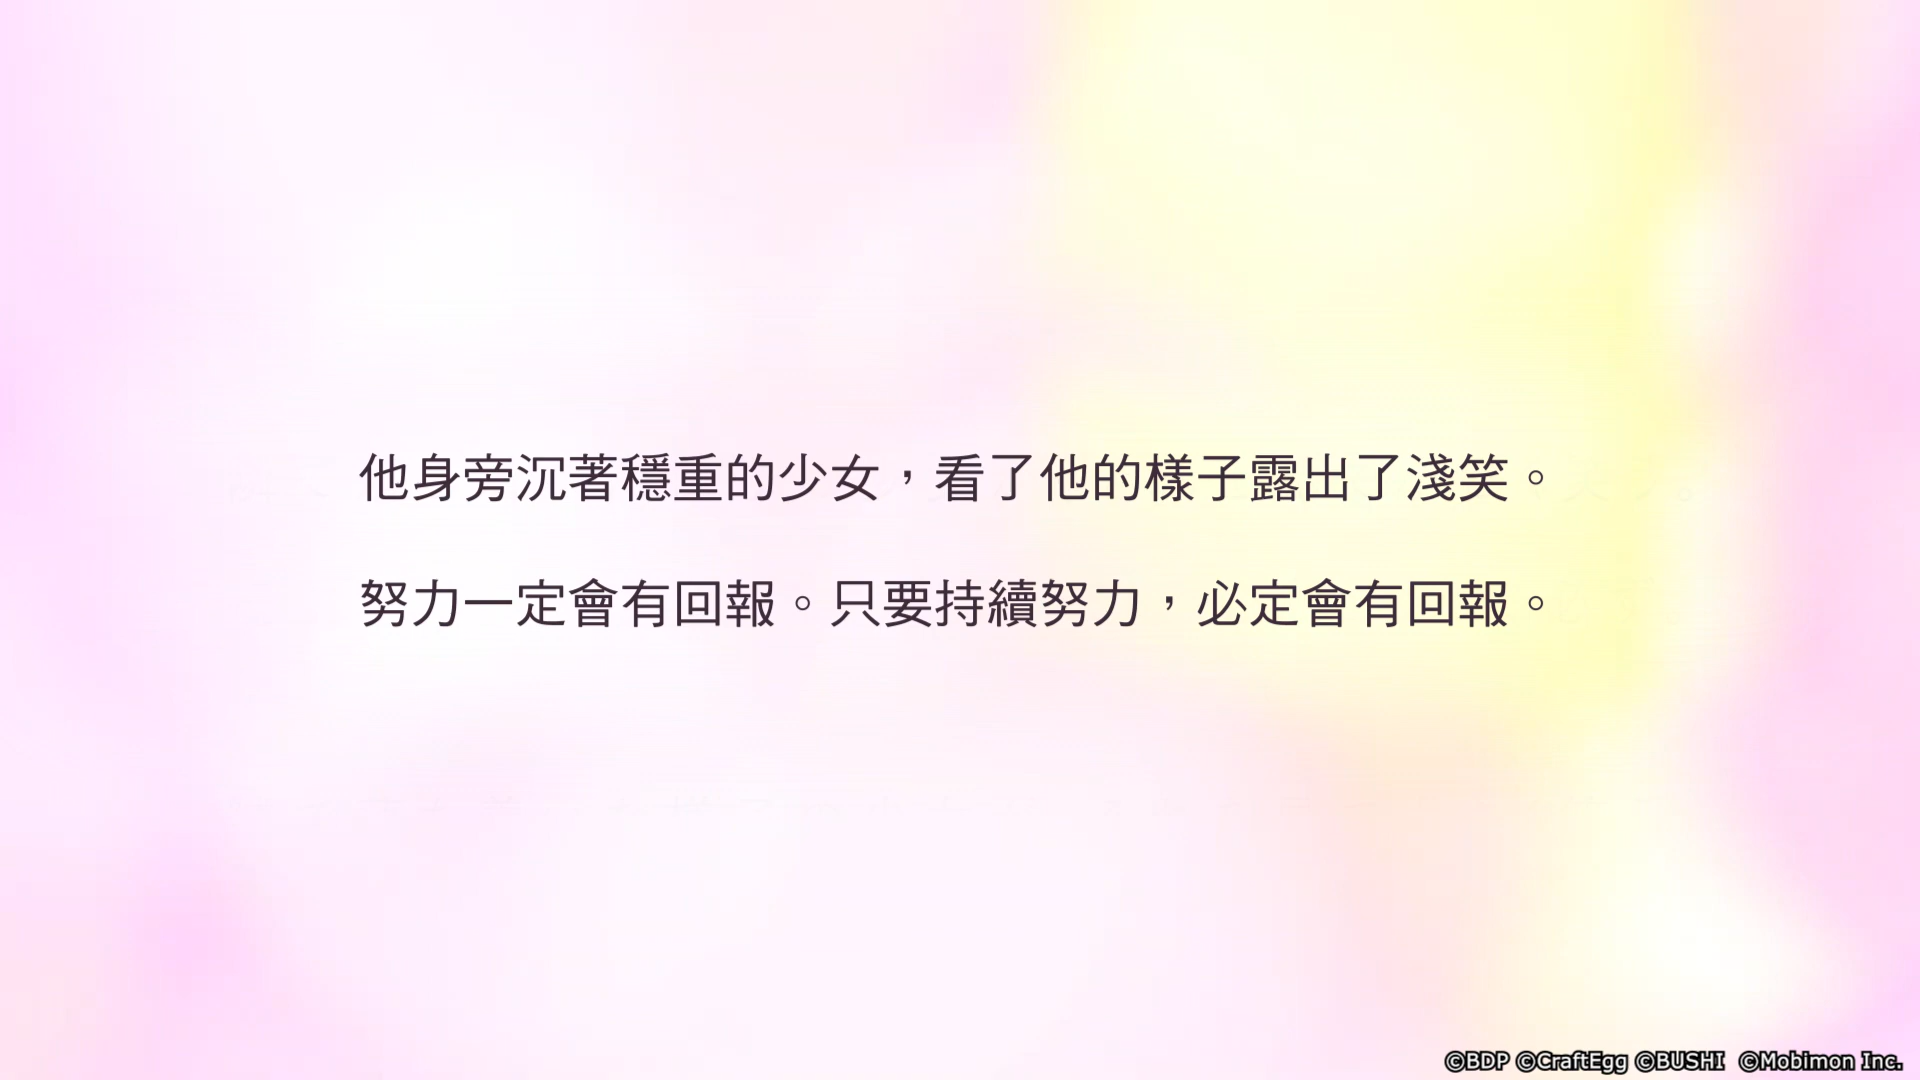 他身旁沉著穩重的少女，看了他的樣子露出了淺笑。
努力一定會有回報。只要持續努力，必定會有回報。
©BDP ©CraftEgg ©BUSHI ©Mobimon Inc.